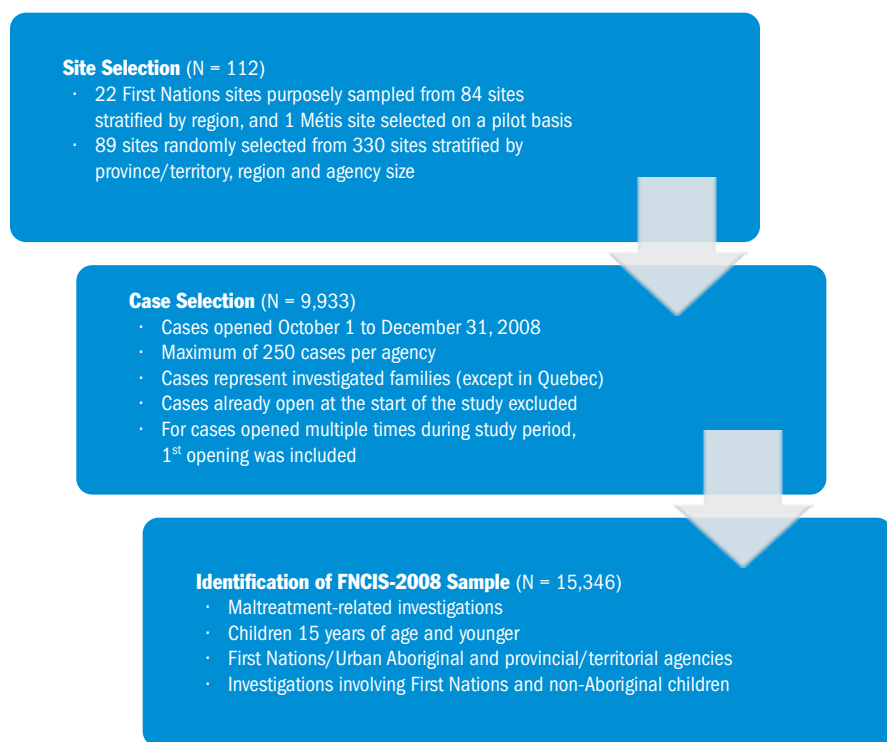 Site Selection (N = 112)
· 22 First Nations sites purposely sampled from 84 sites
stratified by region, and 1 Métis site selected on a pilot basis
· 89 sites randomly selected from 330 sites stratified by
province/territory, region and agency size
Case Selection (N = 9,933)
· Cases opened October 1 to December 31, 2008
· Maximum of 250 cases per agency
· Cases represent investigated families (except in Quebec)
· Cases already open at the start of the study excluded
· For cases opened multiple times during study period,
1st opening was included
Identification of FNCIS-2008 Sample (N = 15,346)
· Maltreatment-related investigations
· Children 15 years of age and younger
· First Nations/Urban Aboriginal and provincial/territorial agencies
· Investigations involving First Nations and non-Aboriginal children